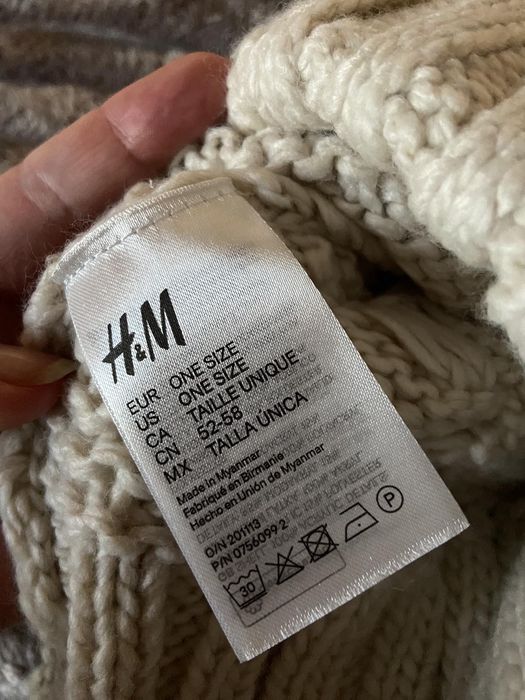 H&M
EUR ONE SIZE
US ONE SIZE
CA TAILLE UNIQUE
CN 52-58
MX TALLA ÚNICA
Made in Myanmar
Fabriqué en Birmanie
Hecho en Unión de Myanmar
O/N 201113
P/N 0756099 2
30
P